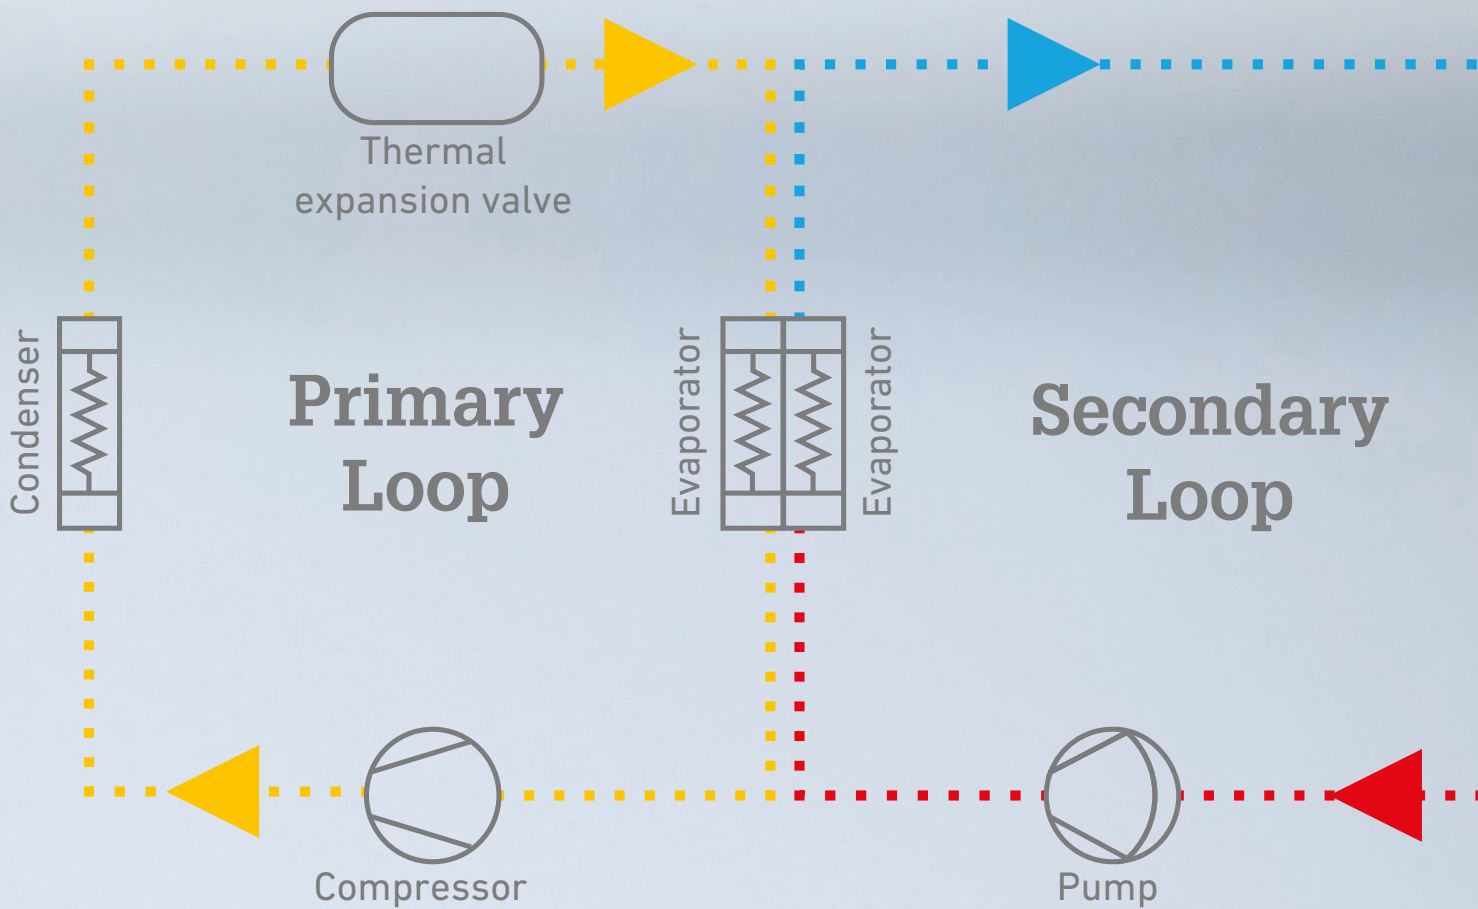 Thermal
expansion valve
Condenser
Primary
Loop
Evaporator
Evaporator
Secondary
Loop
Compressor
Pump